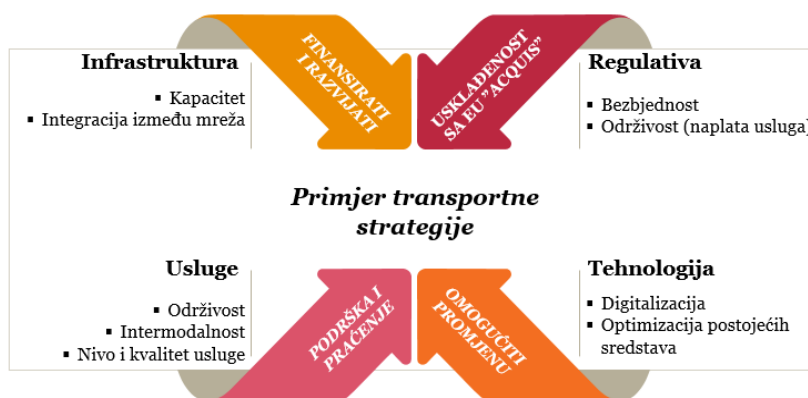 Infrastruktura
▪ Kapacitet
▪ Integracija između mreža
FINANSIRATI
I RAZVIJATI
USKLAĐENOST
SA EU ”ACQUIS”
Regulativa
▪ Bezbjednost
▪ Održivost (naplata usluga)
Primjer transportne
strategije
Usluge
▪ Održivost
▪ Intermodalnost
▪ Nivo i kvalitet usluge
PODRŠKA I
PRAĆENJE
OMOGUĆITI
PROMJENU
Tehnologija
▪ Digitalizacija
▪ Optimizacija postojećih
sredstava